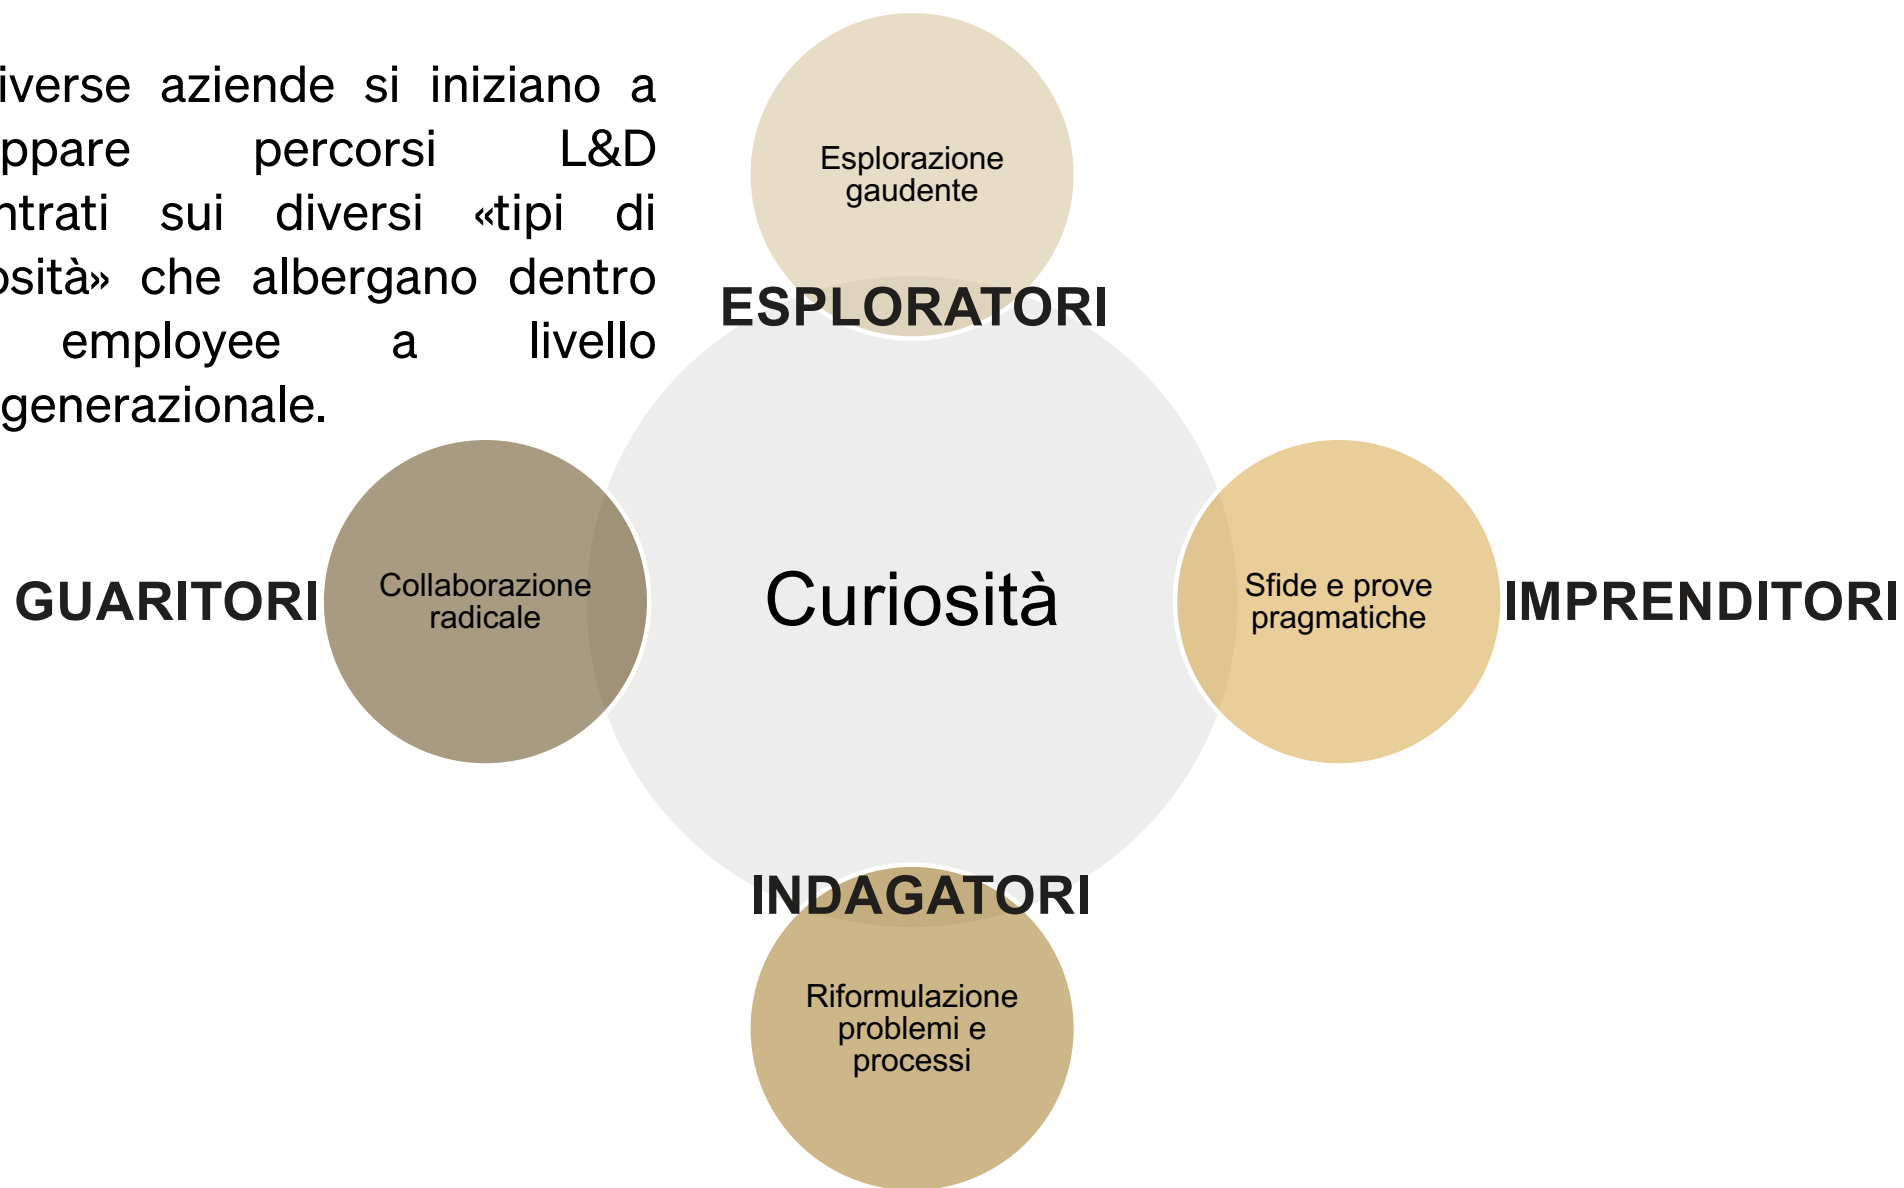 iverse aziende si iniziano a
ppare percorsi L&D
ntrati sui diversi «tipi di
osità» che albergano dentro
employee a livello
generazionale.
Esplorazione
gaudente
ESPLORATORI
GUARITORI
Collaborazione
radicale
Curiosità
Sfide e prove
pragmatiche
IMPRENDITORI
INDAGATORI
Riformulazione
problemi e
processi